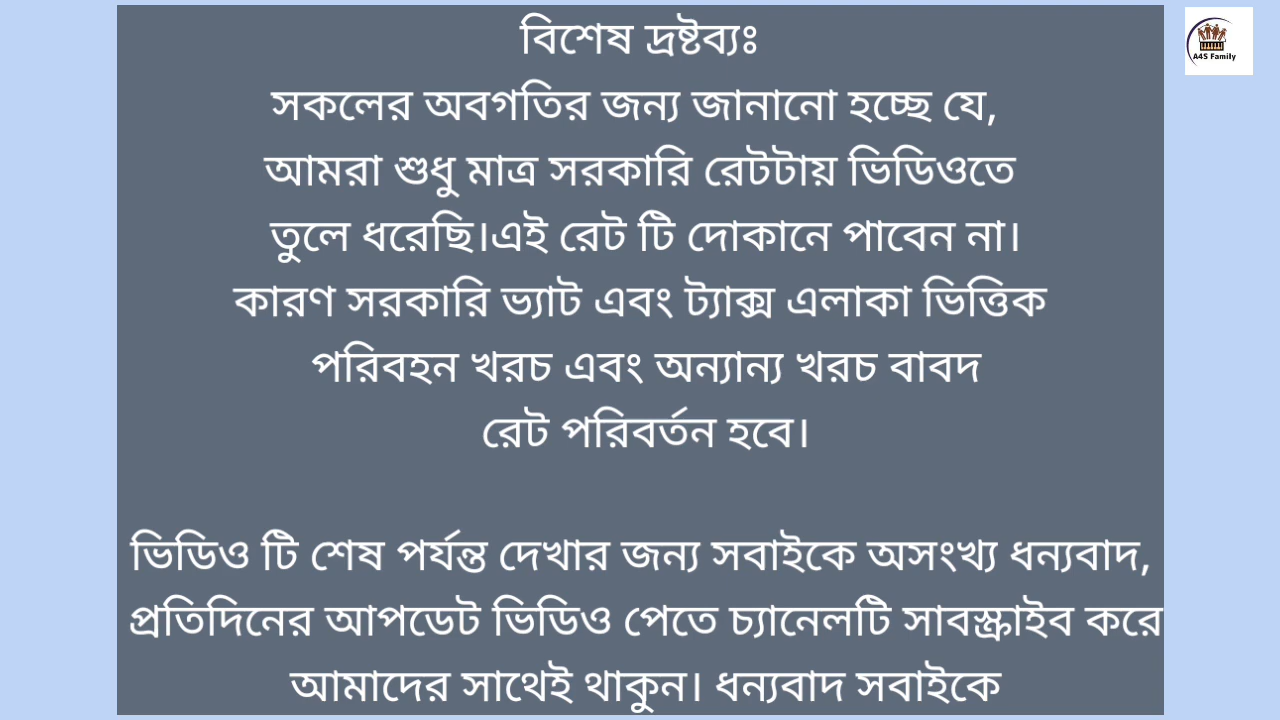 বিশেষ দ্রষ্টব্যঃ
সকলের অবগতির জন্য জানানো হচ্ছে যে,
আমরা শুধু মাত্র সরকারি রেটটায় ভিডিওতে
তুলে ধরেছি।এই রেট টি দোকানে পাবেন না।
কারণ সরকারি ভ্যাট এবং ট্যাক্স এলাকা ভিত্তিক
পরিবহন খরচ এবং অন্যান্য খরচ বাবদ
রেট পরিবর্তন হবে।
ভিডিও টি শেষ পর্যন্ত দেখার জন্য সবাইকে অসংখ্য ধন্যবাদ,
প্রতিদিনের আপডেট ভিডিও পেতে চ্যানেলটি সাবস্ক্রাইব করে
আমাদের সাথেই থাকুন। ধন্যবাদ সবাইকে
A4S Family